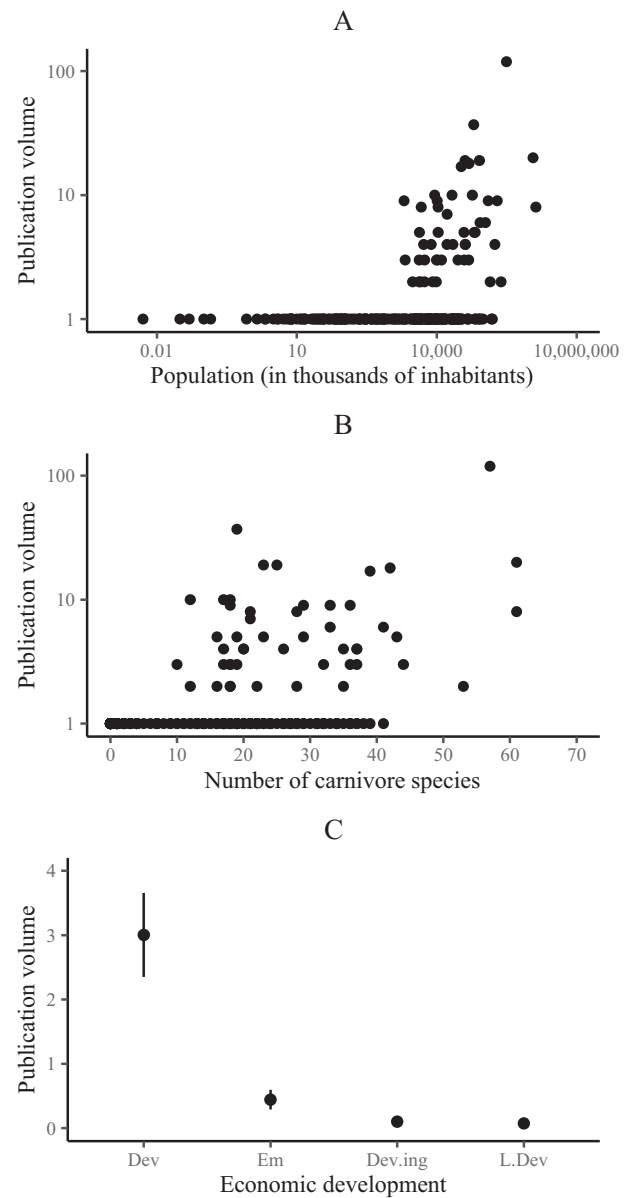 A
Publication volume
100
10
1
0.01 10 10,000 10,000,000
Population (in thousands of inhabitants)
B
Publication volume
100
10
1
0 10 20 30 40 50 60 70
Number of carnivore species
C
Publication volume
4
3
2
1
0
Dev Em Dev.ing L.Dev
Economic development